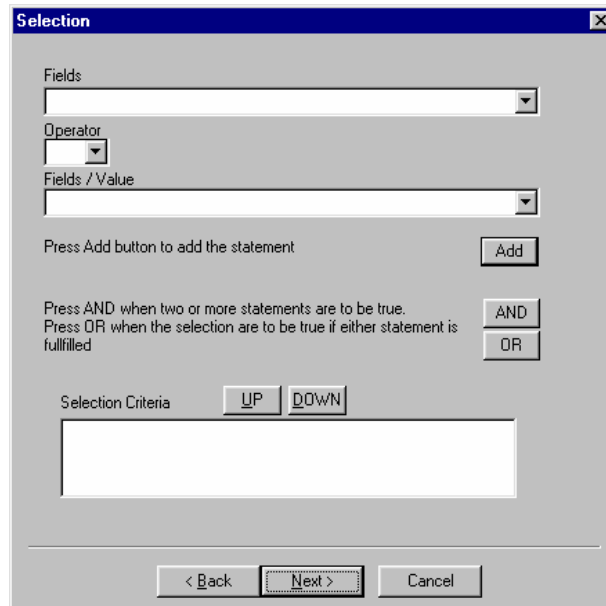 Selection
Fields
Operator
Fields / Value
Press Add button to add the statement
Add
Press AND when two or more statements are to be true.
Press OR when the selection are to be true if either statement is
fullfilled
AND
OR
Selection Criteria
UP
DOWN
< Back
Next >
Cancel